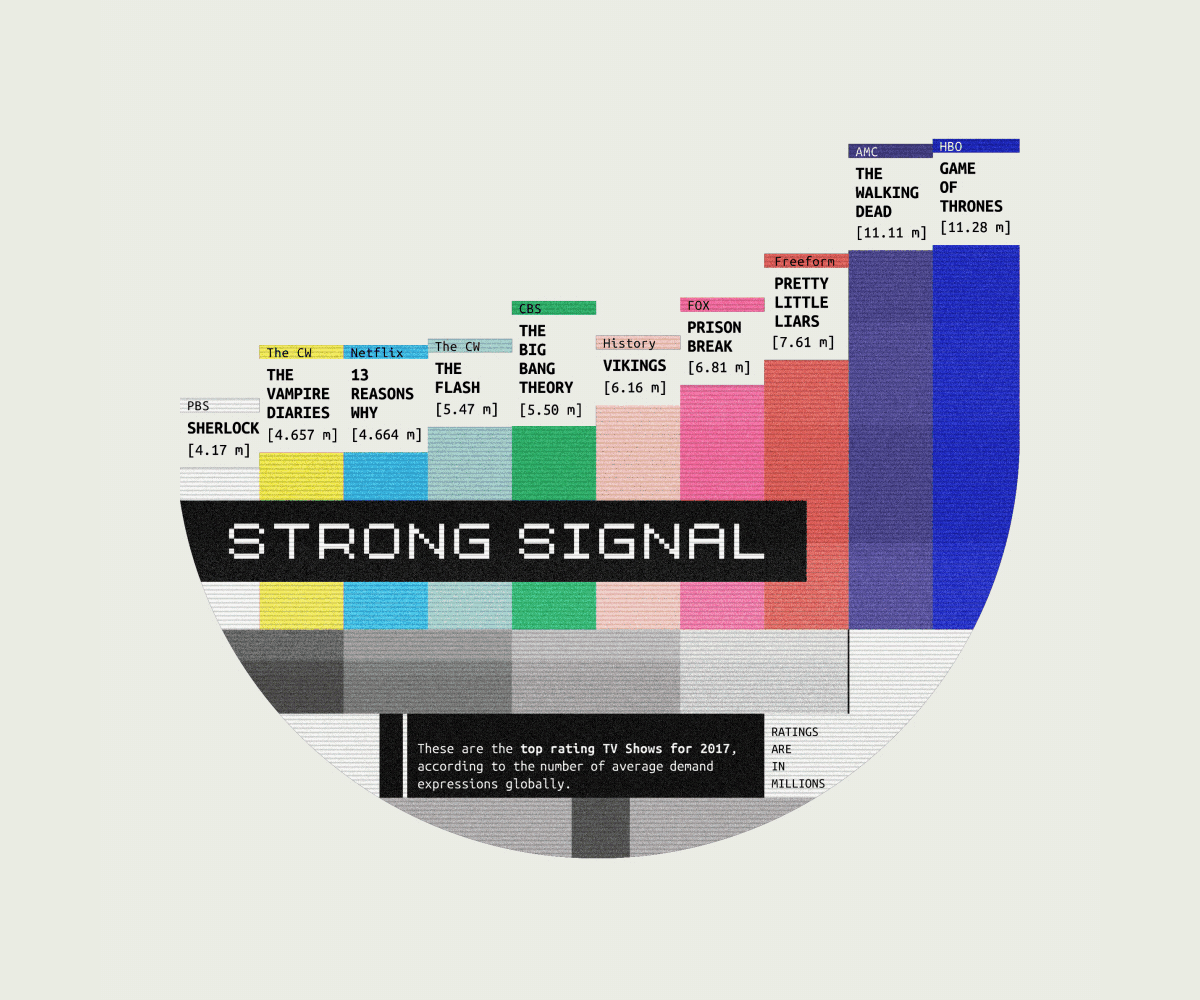 PBS
SHERLOCK
[4.17 m]
The CW
THE
VAMPIRE
DIARIES
[4.657 m]
Netflix
13
REASONS
WHY
[4.664 m]
The CW
THE
FLASH
[5.47 m]
CBS
THE
BIG
BANG
THEORY
[5.50 m]
History
VIKINGS
[6.16 m]
FOX
PRISON
BREAK
[6.81 m]
Freeform
PRETTY
LITTLE
LIARS
[7.61 m]
AMC
THE
WALKING
DEAD
[11.11 m]
HBO
GAME
OF
THRONES
[11.28 m]
STRONG SIGNAL
These are the top rating TV Shows for 2017,
according to the number of average demand
expressions globally.
RATINGS
ARE
IN
MILLIONS